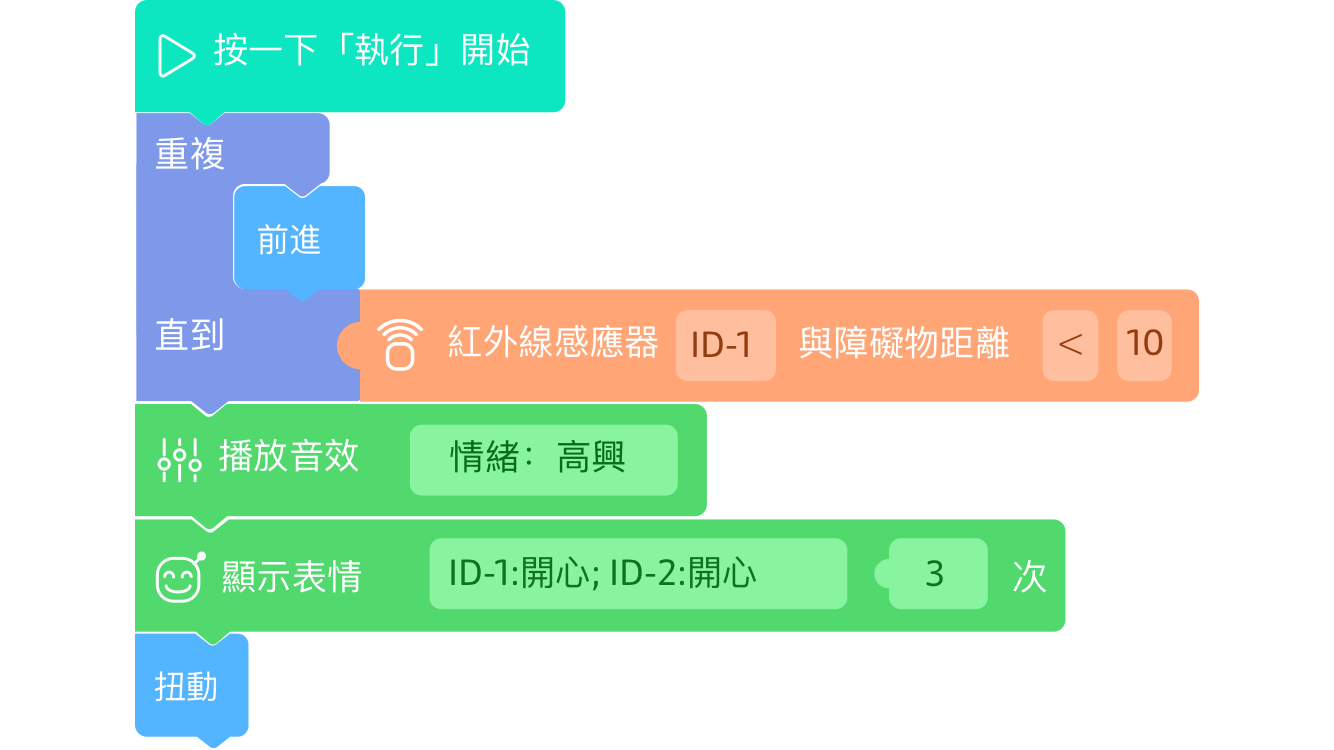 按一下「執行」開始
重複
前進
直到 紅外線感應器 ID-1 與障礙物距離 < 10
播放音效 情緒： 高興
顯示表情 ID-1:開心; ID-2:開心 3 次
扭動